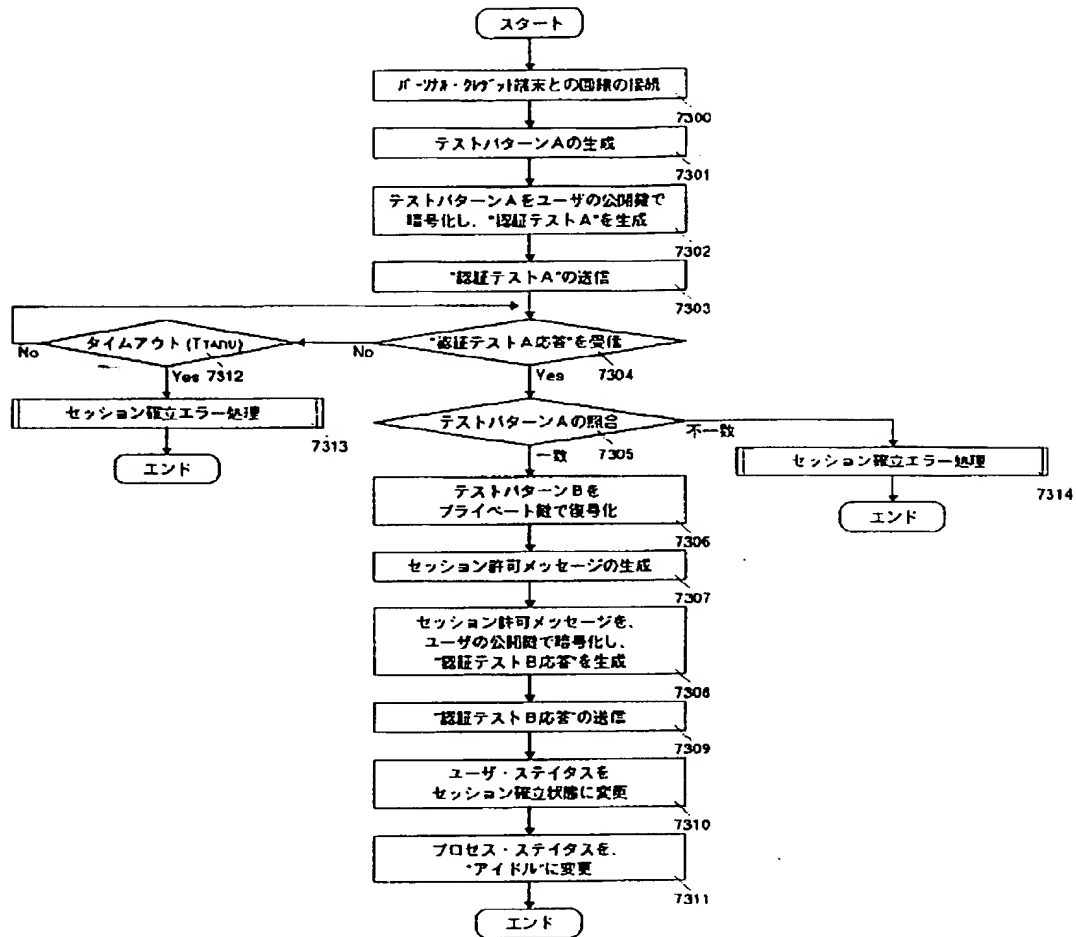 スタート
パーソナル・クレジット端末との回線の接続
7300
テストパターンAの生成
7301
テストパターンAをユーザの公開鍵で
暗号化し、"認証テストA"を生成
7302
"認証テストA"の送信
7303
"認証テストA応答"を受信
7304
No
Yes
タイムアウト(TTANU)
7312
No
Yes
セッション確立エラー処理
7313
エンド
テストパターンAの照合
7305
不一致
一致
セッション確立エラー処理
7314
エンド
テストパターンBを
プライベート鍵で復号化
7306
セッション許可メッセージの生成
7307
セッション許可メッセージを、
ユーザの公開鍵で暗号化し、
"認証テストB応答"を生成
7308
"認証テストB応答"の送信
7309
ユーザ・ステイタスを
セッション確立状態に変更
7310
プロセス・ステイタスを、
"アイドル"に変更
7311
エンド